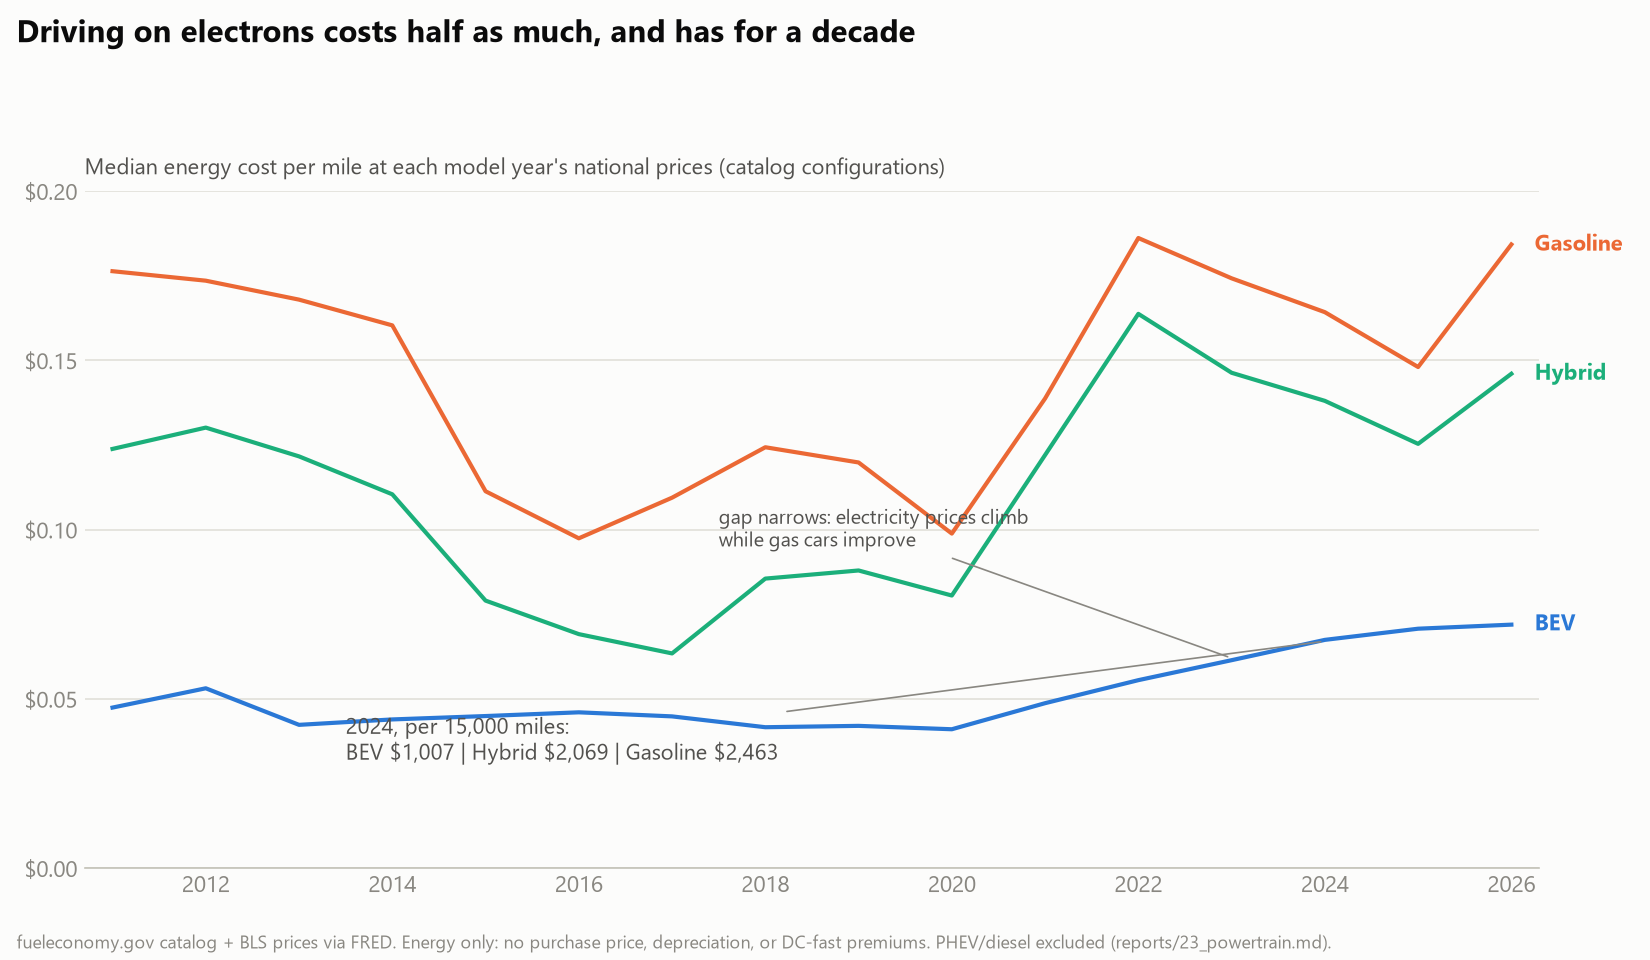 Driving on electrons costs half as much, and has for a decade
Median energy cost per mile at each model year's national prices (catalog configurations)
$0.20
Gasoline
Hybrid
$0.15
gap narrows: electricity prices climb
while gas cars improve
$0.10
BEV
$0.05
2024, per 15,000 miles:
BEV $1,007 | Hybrid $2,069 | Gasoline $2,463
$0.00
2012 2014 2016 2018 2020 2022 2024 2026
fueleconomy.gov catalog + BLS prices via FRED. Energy only: no purchase price, depreciation, or DC-fast premiums. PHEV/diesel excluded (reports/23_powertrain.md).